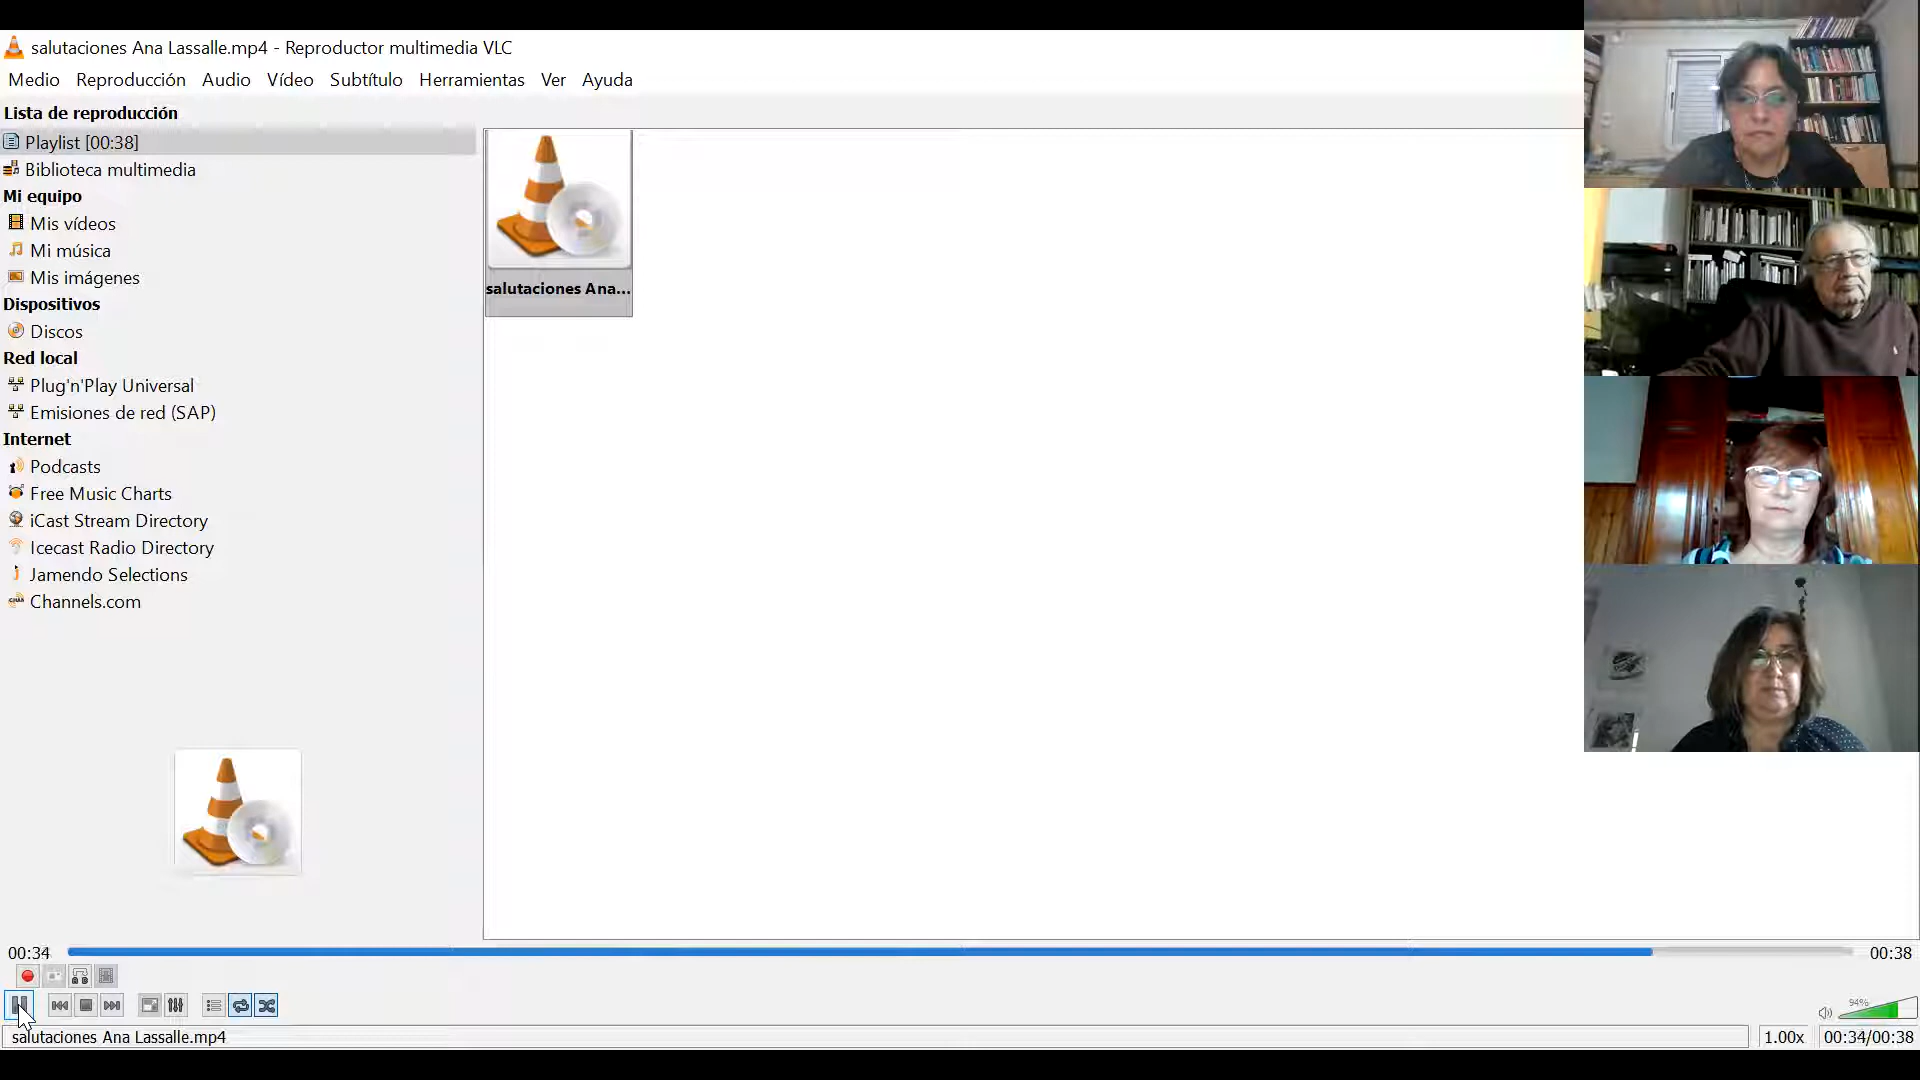 salutaciones Ana Lassalle.mp4 - Reproductor multimedia VLC
Medio Reproducción Audio Vídeo Subtítulo Herramientas Ver Ayuda
Lista de reproducción
Playlist [00:38]
Biblioteca multimedia
Mi equipo
Mis vídeos
Mi música
Mis imágenes
Dispositivos
Discos
Red local
Plug'n'Play Universal
Emisiones de red (SAP)
Internet
Podcasts
Free Music Charts
iCast Stream Directory
Icecast Radio Directory
Jamendo Selections
Channels.com
salutaciones Ana...
00:34 00:38
94%
salutaciones Ana Lassalle.mp4 1.00x 00:34/00:38